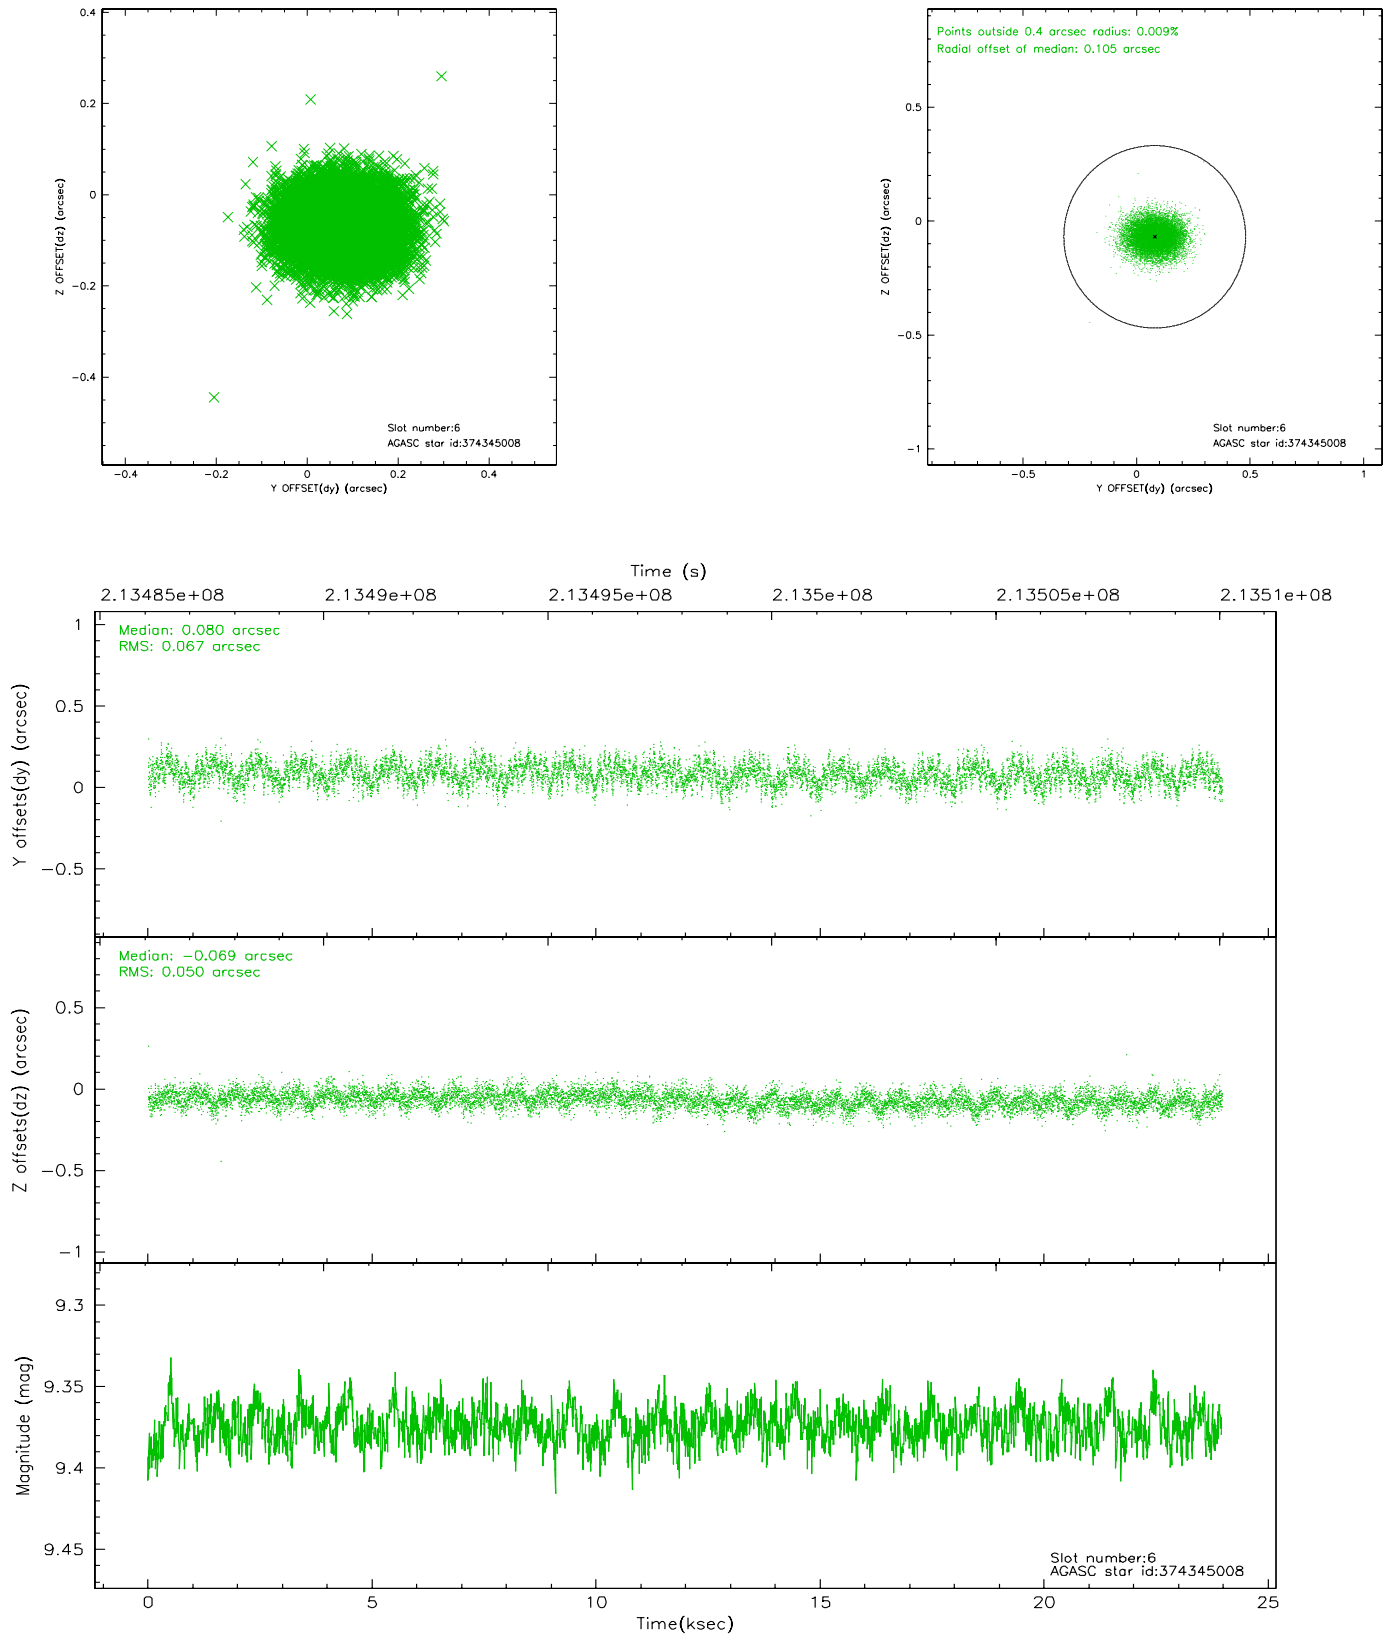 0.4
0.2
0
−0.2
−0.4
Z OFFSET(dz) (arcsec)
Slot number:6
AGASC star id:374345008
−0.4 −0.2 0 0.2 0.4
Y OFFSET(dy) (arcsec)
Points outside 0.4 arcsec radius: 0.009%
Radial offset of median: 0.105 arcsec
0.5
0
−0.5
−1
Z OFFSET(dz) (arcsec)
Slot number:6
AGASC star id:374345008
−0.5 0 0.5 1
Y OFFSET(dy) (arcsec)
Time (s)
2.13485e+08 2.1349e+08 2.13495e+08 2.135e+08 2.13505e+08 2.1351e+08
Median: 0.080 arcsec
RMS: 0.067 arcsec
1
0.5
0
−0.5
Y offsets(dy) (arcsec)
Median: −0.069 arcsec
RMS: 0.050 arcsec
0.5
0
−0.5
−1
Z offsets(dz) (arcsec)
9.3
9.35
9.4
9.45
Magnitude (mag)
Slot number:6
AGASC star id:374345008
0 5 10 15 20 25
Time(ksec)